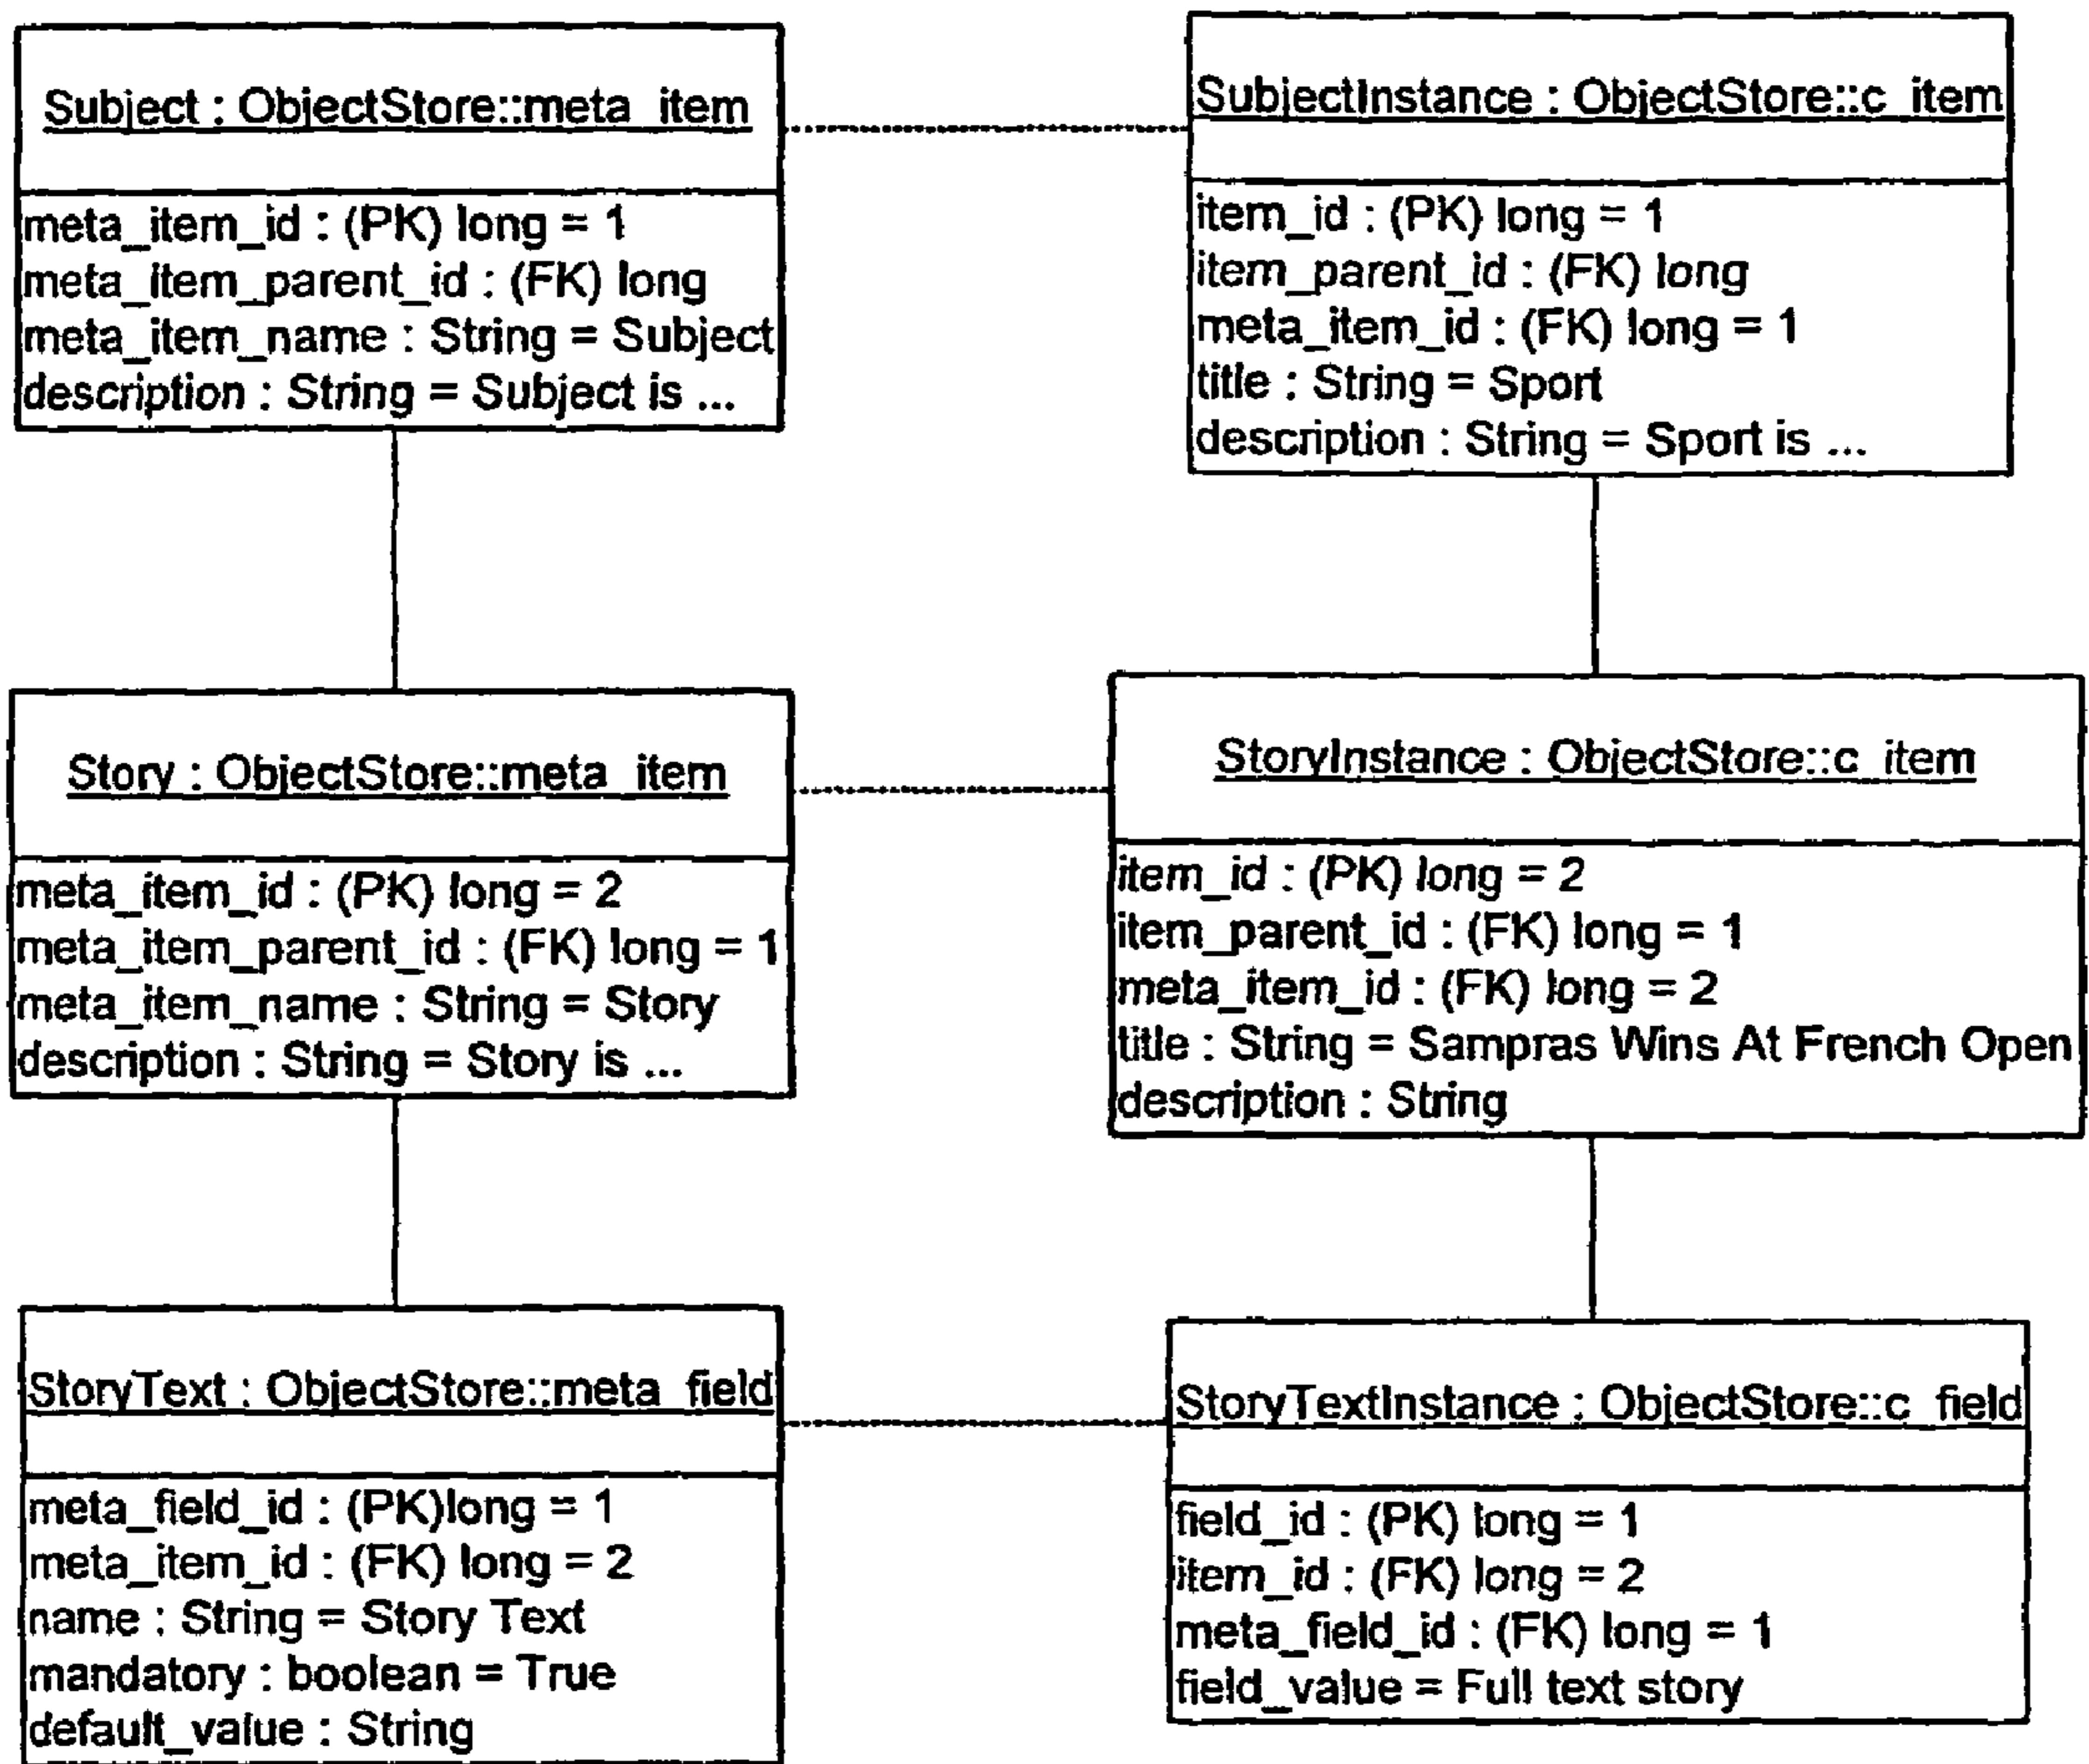 Subject : ObjectStore::meta_item
meta_item_id : (PK) long = 1
meta_item_parent_id : (FK) long
meta_item_name : String = Subject
description : String = Subject is ...
SubjectInstance : ObjectStore::c_item
item_id : (PK) long = 1
item_parent_id : (FK) long
meta_item_id : (FK) long = 1
title : String = Sport
description : String = Sport is ...
Story : ObjectStore::meta_item
meta_item_id : (PK) long = 2
meta_item_parent_id : (FK) long = 1
meta_item_name : String = Story
description : String = Story is ...
StoryInstance : ObjectStore::c_item
item_id : (PK) long = 2
item_parent_id : (FK) long = 1
meta_item_id : (FK) long = 2
title : String = Sampras Wins At French Open
description : String
StoryText : ObjectStore::meta_field
meta_field_id : (PK)long = 1
meta_item_id : (FK) long = 2
name : String = Story Text
mandatory : boolean = True
default_value : String
StoryTextInstance : ObjectStore::c_field
field_id : (PK) long = 1
item_id : (FK) long = 2
meta_field_id : (FK) long = 1
field_value = Full text story